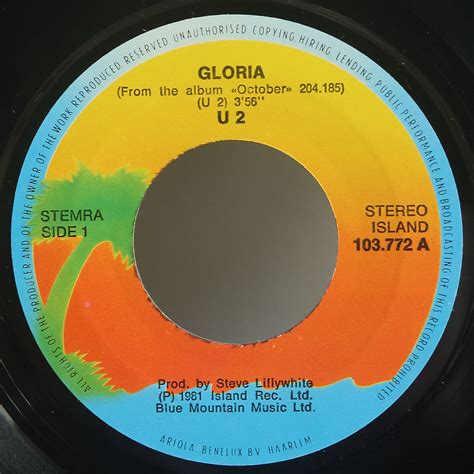 ALL RIGHTS OF THE PRODUCER AND OF THE OWNER OF THE WORK REPRODUCED RESERVED. UNAUTHORISED COPYING, HIRING, LENDING, PUBLIC PERFORMANCE AND BROADCASTING OF THIS RECORD PROHIBITED
GLORIA
(From the album «October» 204.185)
(U 2) 3'56"
U 2
STEMRA
SIDE 1
STEREO
ISLAND
103.772 A
Prod. by Steve Lillywhite
(P) 1981 Island Rec. Ltd.
Blue Mountain Music Ltd.
ARIOLA BENELUX BV HAARLEM